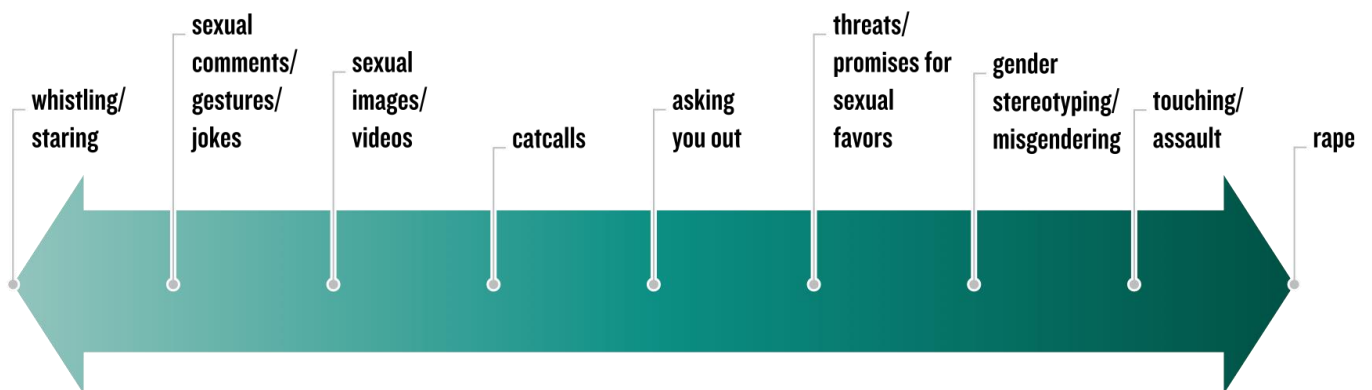 whistling/
staring
sexual
comments/
gestures/
jokes
sexual
images/
videos
catcalls
asking
you out
threats/
promises for
sexual
favors
gender
stereotyping/
misgendering
touching/
assault
rape